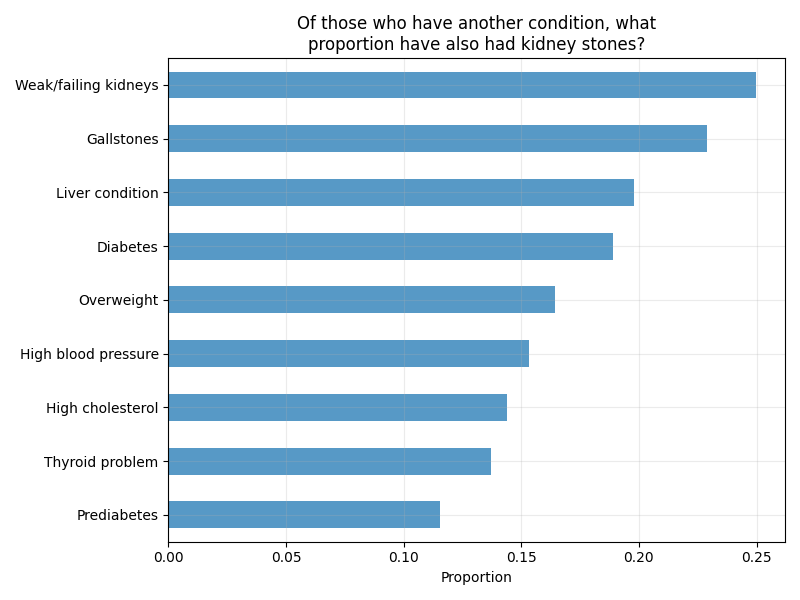 Of those who have another condition, what
proportion have also had kidney stones?
Weak/failing kidneys
Gallstones
Liver condition
Diabetes
Overweight
High blood pressure
High cholesterol
Thyroid problem
Prediabetes
0.00 0.05 0.10 0.15 0.20 0.25
Proportion